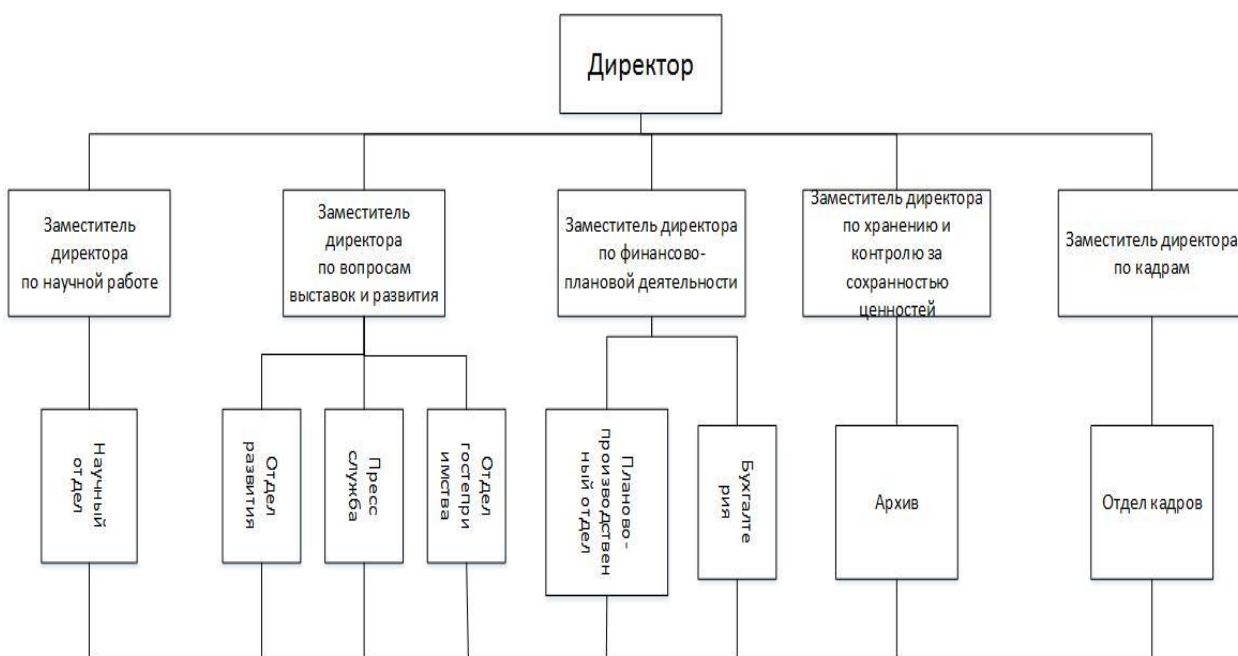 Директор
Заместитель
директора
по научной работе
Заместитель
директора
по вопросам
выставок и развития
Заместитель директора
по финансово-
плановой деятельности
Заместитель директора
по хранению и
контролю за
сохранностью
ценностей
Заместитель директора
по кадрам
Научный
отдел
Отдел
развития
Пресс
служба
Отдел
гостепри
имства
Планово-
производствен
ный отдел
Бухгалте
рия
Архив
Отдел кадров